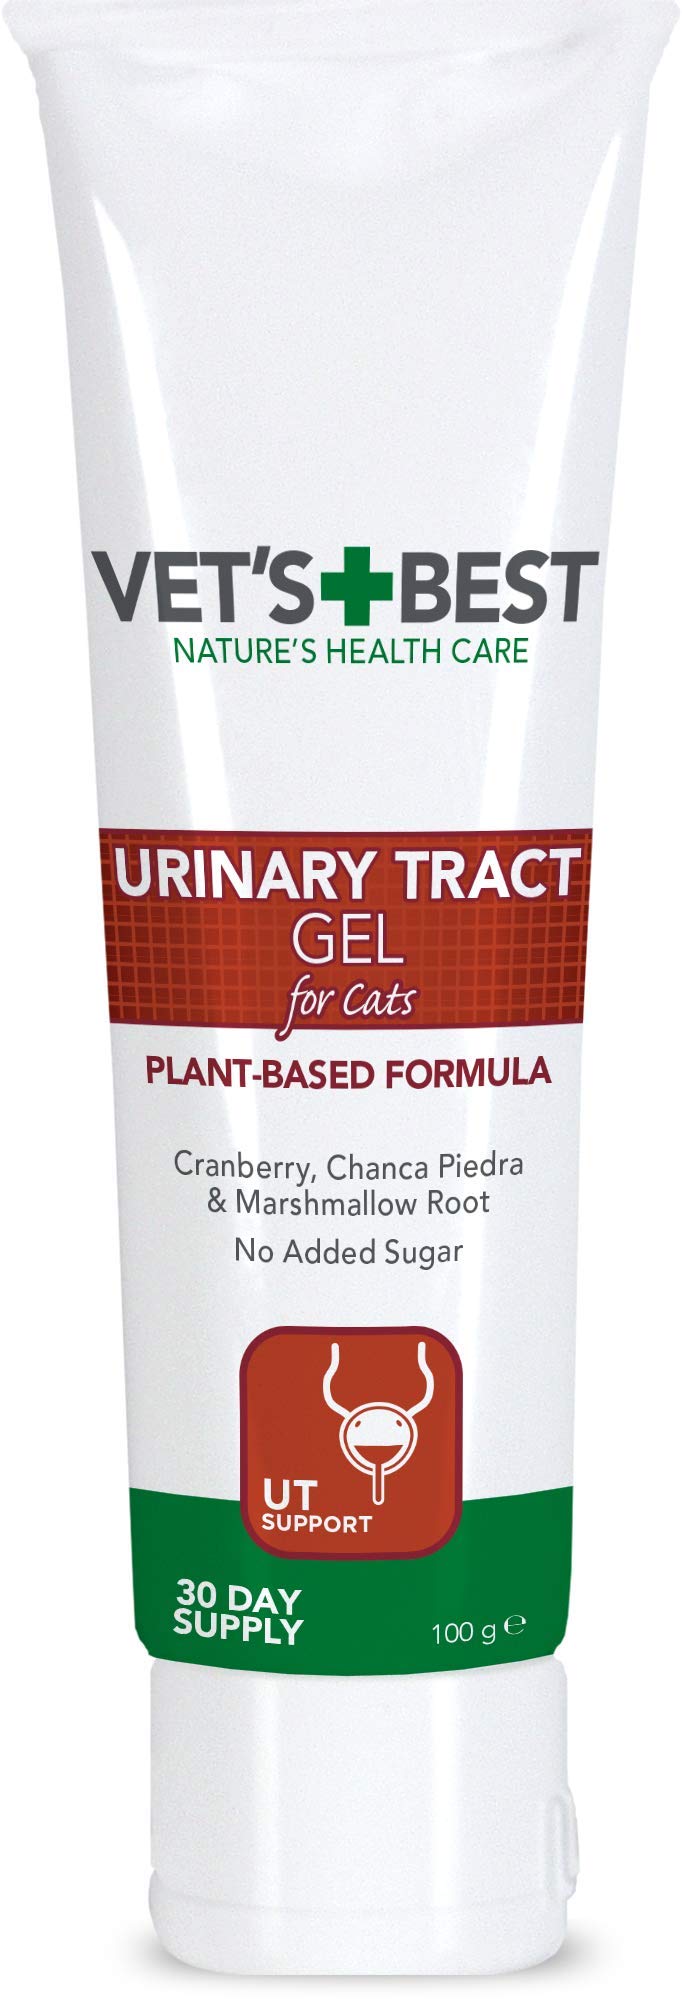 VET'S+BEST
NATURE'S HEALTH CARE
URINARY TRACT
GEL
for Cats
PLANT-BASED FORMULA
Cranberry, Chanca Piedra
& Marshmallow Root
No Added Sugar
UT
SUPPORT
30 DAY
SUPPLY
100 g ℮